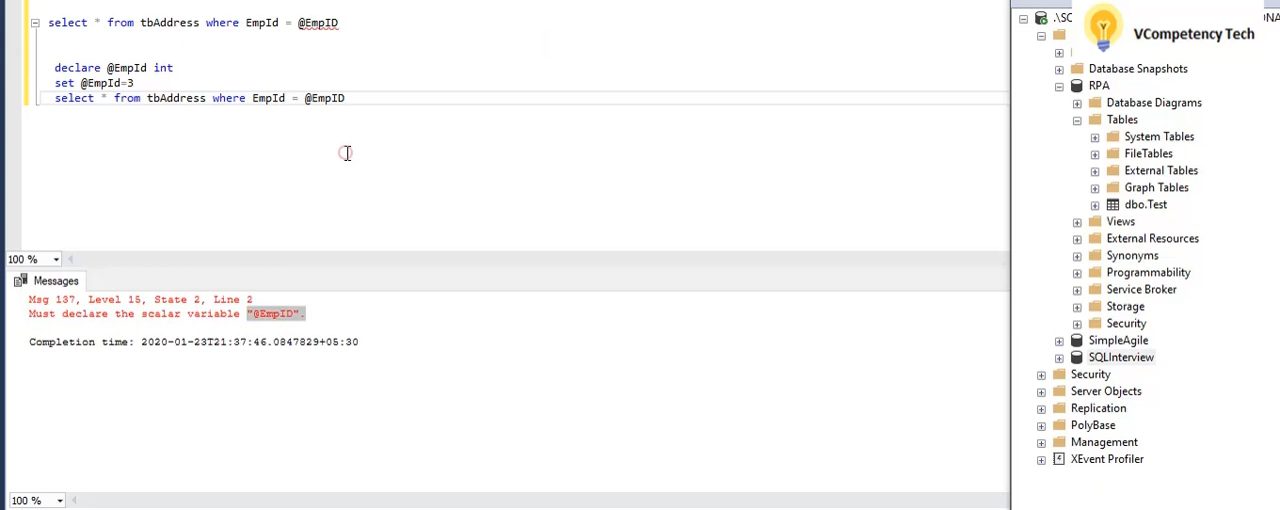 select * from tbAddress where EmpId = @EmpID
declare @EmpId int
set @EmpId=3
select * from tbAddress where EmpId = @EmpID
100 %
Messages
Msg 137, Level 15, State 2, Line 2
Must declare the scalar variable "@EmpID".
Completion time: 2020-01-23T21:37:46.0847829+05:30
100 %
VCompetency Tech
Database Snapshots
RPA
Database Diagrams
Tables
System Tables
FileTables
External Tables
Graph Tables
dbo.Test
Views
External Resources
Synonyms
Programmability
Service Broker
Storage
Security
SimpleAgile
SQLInterview
Security
Server Objects
Replication
PolyBase
Management
XEvent Profiler